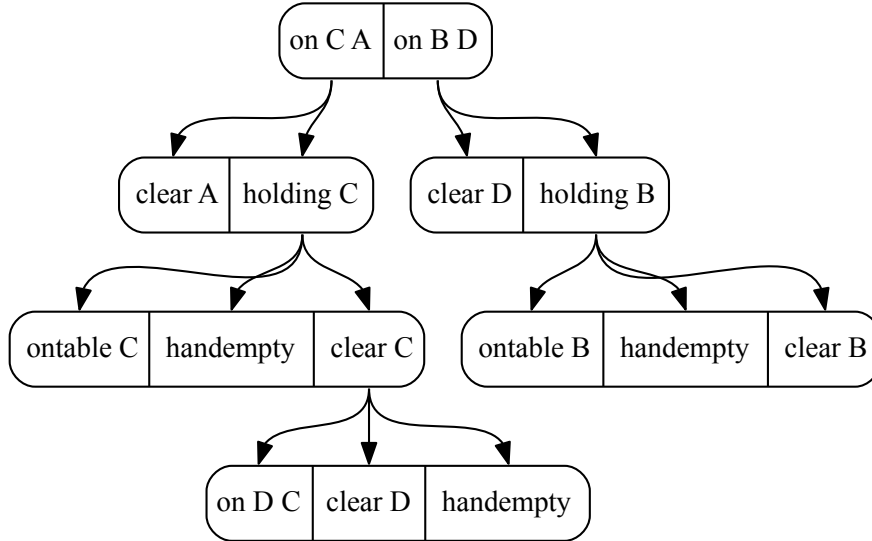 on C A on B D
clear A holding C clear D holding B
ontable C handempty clear C ontable B handempty clear B
on D C clear D handempty